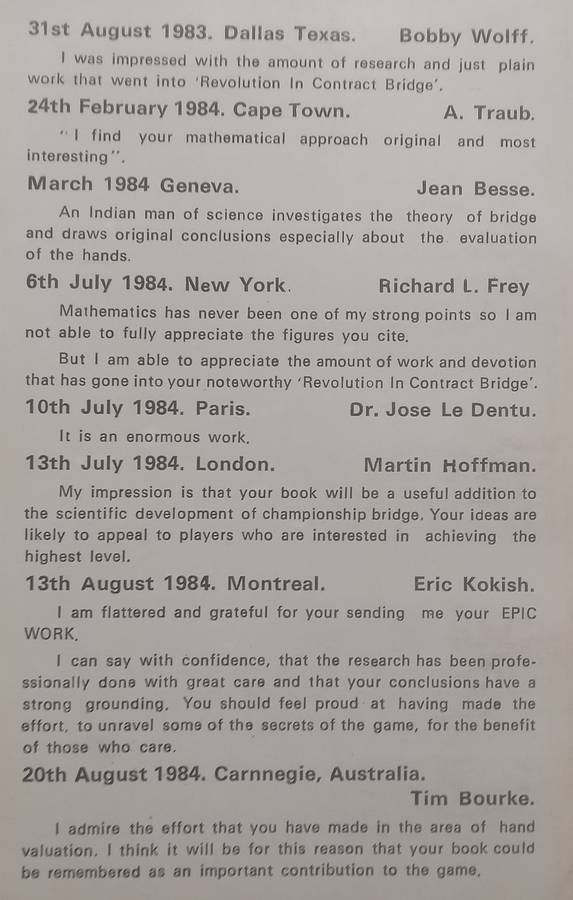 31st August 1983. Dallas Texas. Bobby Wolff.
I was impressed with the amount of research and just plain
work that went into ‘Revolution In Contract Bridge’.
24th February 1984. Cape Town. A. Traub.
“I find your mathematical approach original and most
interesting”.
March 1984 Geneva. Jean Besse.
An Indian man of science investigates the theory of bridge
and draws original conclusions especially about the evaluation
of the hands.
6th July 1984. New York. Richard L. Frey
Mathematics has never been one of my strong points so I am
not able to fully appreciate the figures you cite.
But I am able to appreciate the amount of work and devotion
that has gone into your noteworthy ‘Revolution In Contract Bridge’.
10th July 1984. Paris. Dr. Jose Le Dentu.
It is an enormous work.
13th July 1984. London. Martin Hoffman.
My impression is that your book will be a useful addition to
the scientific development of championship bridge. Your ideas are
likely to appeal to players who are interested in achieving the
highest level.
13th August 1984. Montreal. Eric Kokish.
I am flattered and grateful for your sending me your EPIC
WORK.
I can say with confidence, that the research has been profe-
ssionally done with great care and that your conclusions have a
strong grounding. You should feel proud at having made the
effort, to unravel some of the secrets of the game, for the benefit
of those who care.
20th August 1984. Carnnegie, Australia.
Tim Bourke.
I admire the effort that you have made in the area of hand
valuation. I think it will be for this reason that your book could
be remembered as an important contribution to the game.